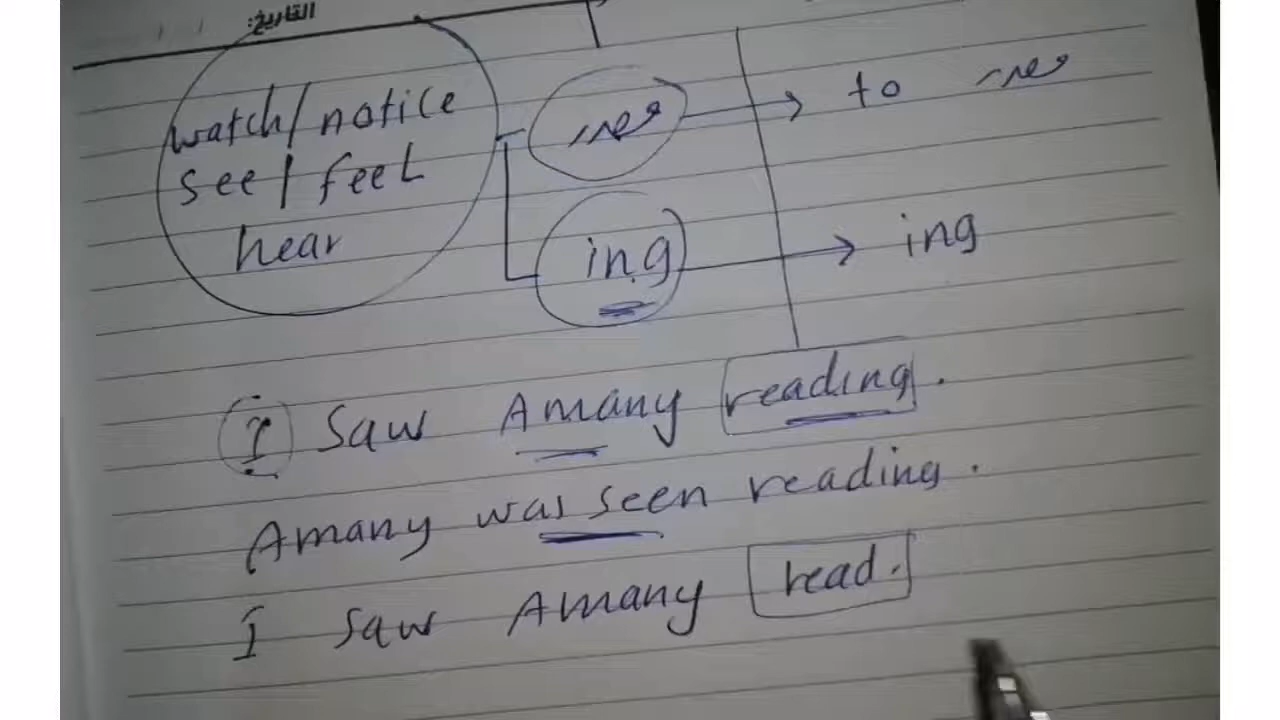 التاريخ:
watch/notice مصدر → to مصدر
see/feel
hear ing → ing
I saw Amany reading.
Amany was seen reading.
I saw Amany read.